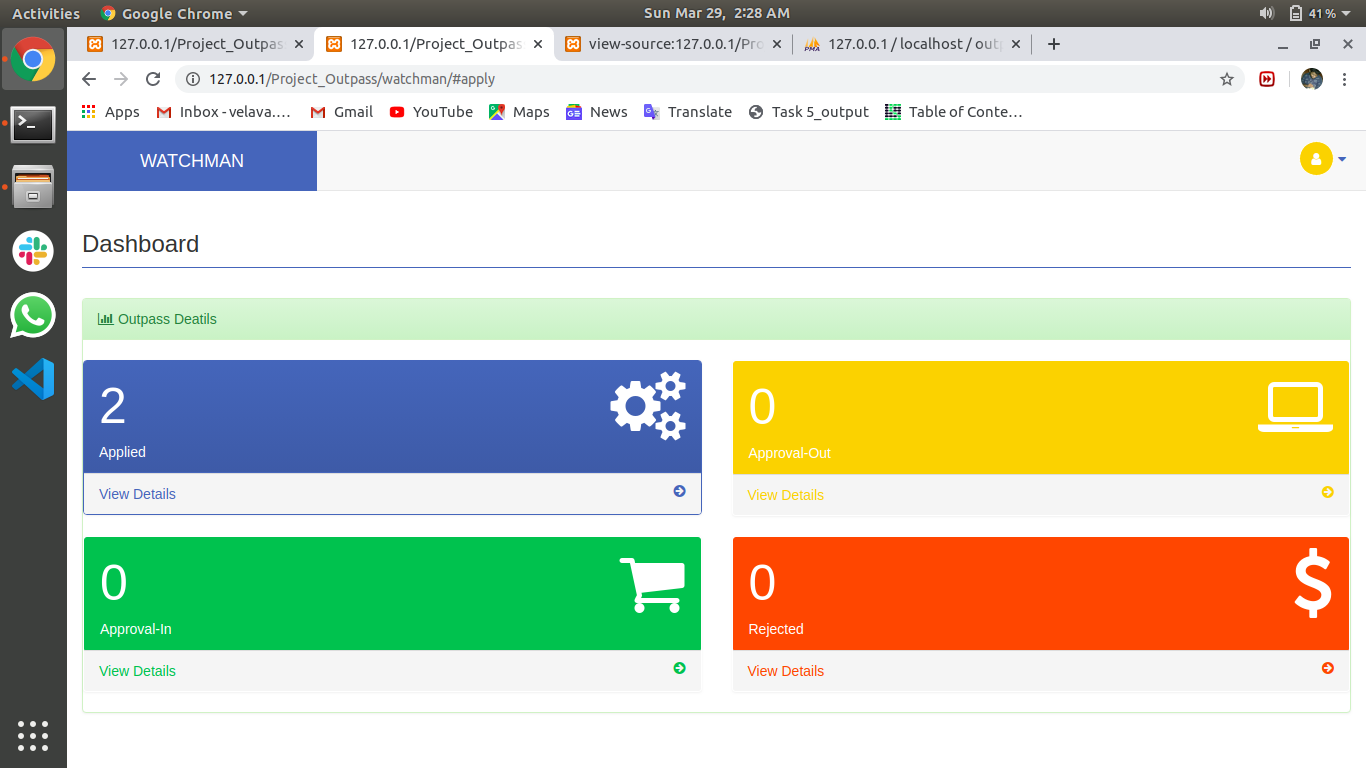 Activities Google Chrome Sun Mar 29, 2:28 AM 41%
127.0.0.1/Project_Outpas 127.0.0.1/Project_Outpas view-source:127.0.0.1/Pro 127.0.0.1 / localhost / outp
127.0.0.1/Project_Outpass/watchman/#apply
Apps Inbox - velava.… Gmail YouTube Maps News Translate Task 5_output Table of Conte…
WATCHMAN
Dashboard
Outpass Deatils
2
Applied
View Details
0
Approval-Out
View Details
0
Approval-In
View Details
0
Rejected
View Details